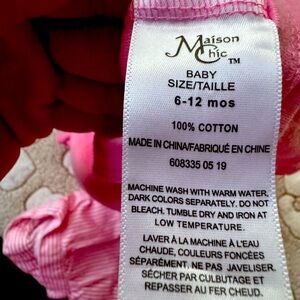 Maison
Chic™
BABY
SIZE/TAILLE
6-12 mos
100% COTTON
MADE IN CHINA/FABRIQUÉ EN CHINE
608335 05 19
MACHINE WASH WITH WARM WATER,
DARK COLORS SEPARATELY. DO NOT
BLEACH. TUMBLE DRY AND IRON AT
LOW TEMPERATURE.
LAVER À LA MACHINE À L'EAU
CHAUDE, COULEURS FONCÉES
SÉPARÉMENT. NE PAS JAVELISER.
SÉCHER PAR CULBUTAGE ET
REPASSER AU FER CHEUD.